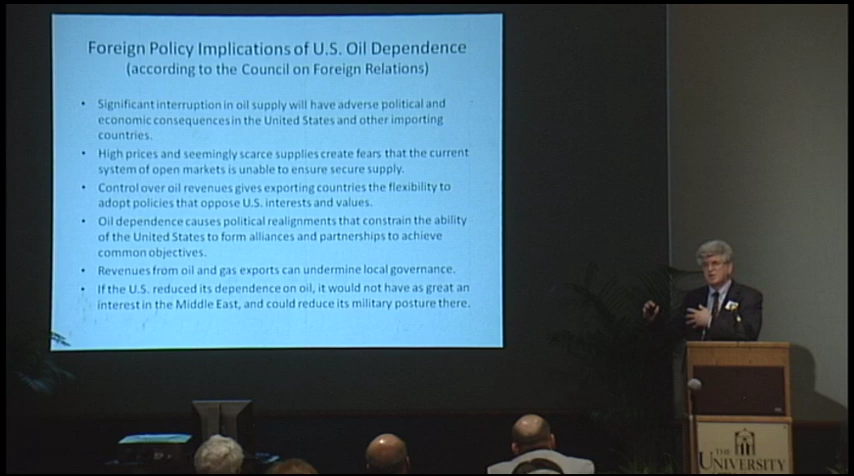 Foreign Policy Implications of U.S. Oil Dependence
(according to the Council on Foreign Relations)
• Significant interruption in oil supply will have adverse political and
economic consequences in the United States and other importing
countries.
• High prices and seemingly scarce supplies create fears that the current
system of open markets is unable to ensure secure supply.
• Control over oil revenues gives exporting countries the flexibility to
adopt policies that oppose U.S. interests and values.
• Oil dependence causes political realignments that constrain the ability
of the United States to form alliances and partnerships to achieve
common objectives.
• Revenues from oil and gas exports can undermine local governance.
• If the U.S. reduced its dependence on oil, it would not have as great an
interest in the Middle East, and could reduce its military posture there.
THE
UNIVERSITY